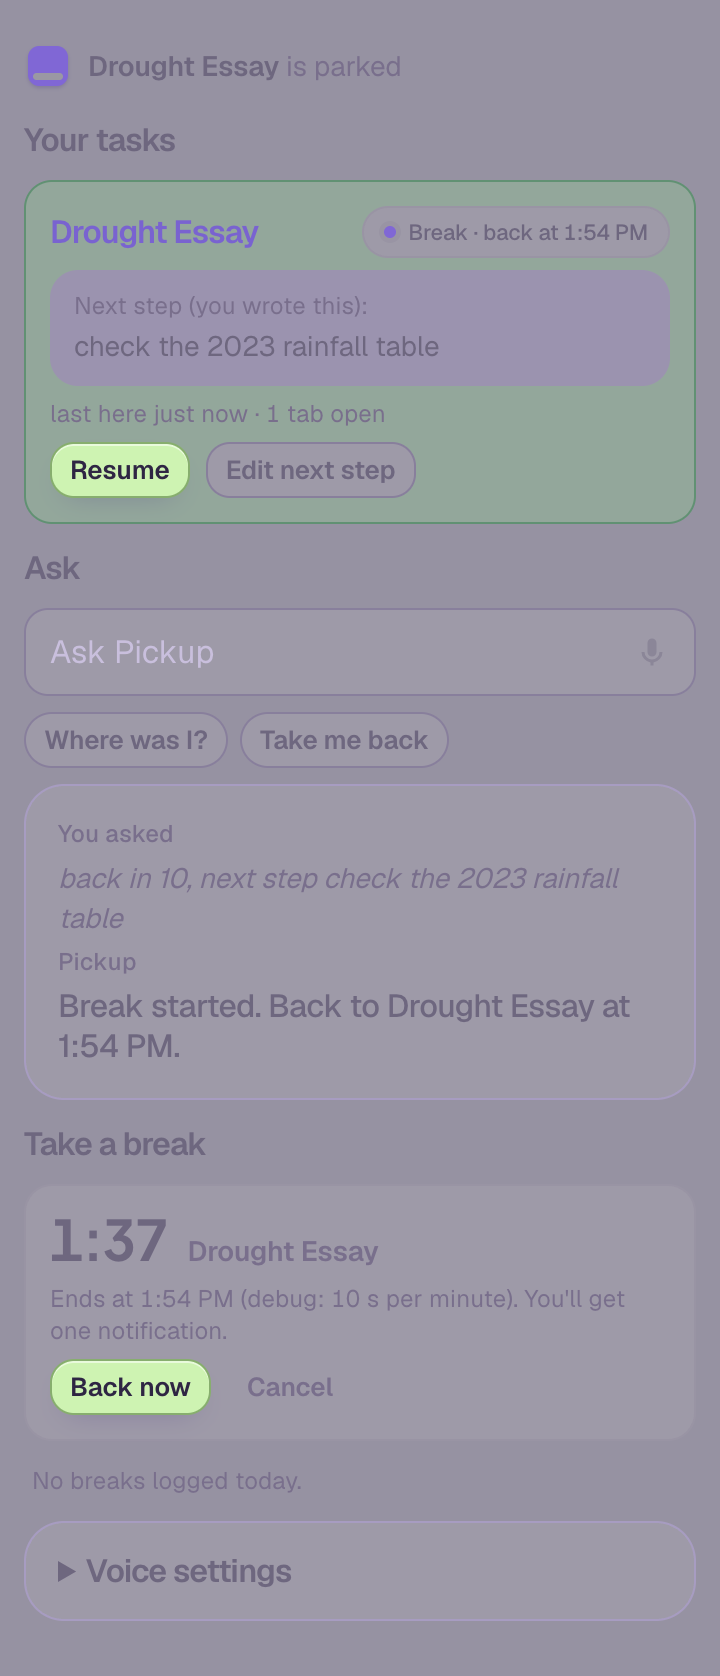 Drought Essay is parked
Your tasks
Drought Essay
Break · back at 1:54 PM
Next step (you wrote this):
check the 2023 rainfall table
last here just now · 1 tab open
Resume
Edit next step
Ask
Ask Pickup
Where was I?
Take me back
You asked
back in 10, next step check the 2023 rainfall
table
Pickup
Break started. Back to Drought Essay at
1:54 PM.
Take a break
1:37 Drought Essay
Ends at 1:54 PM (debug: 10 s per minute). You'll get
one notification.
Back now
Cancel
No breaks logged today.
Voice settings